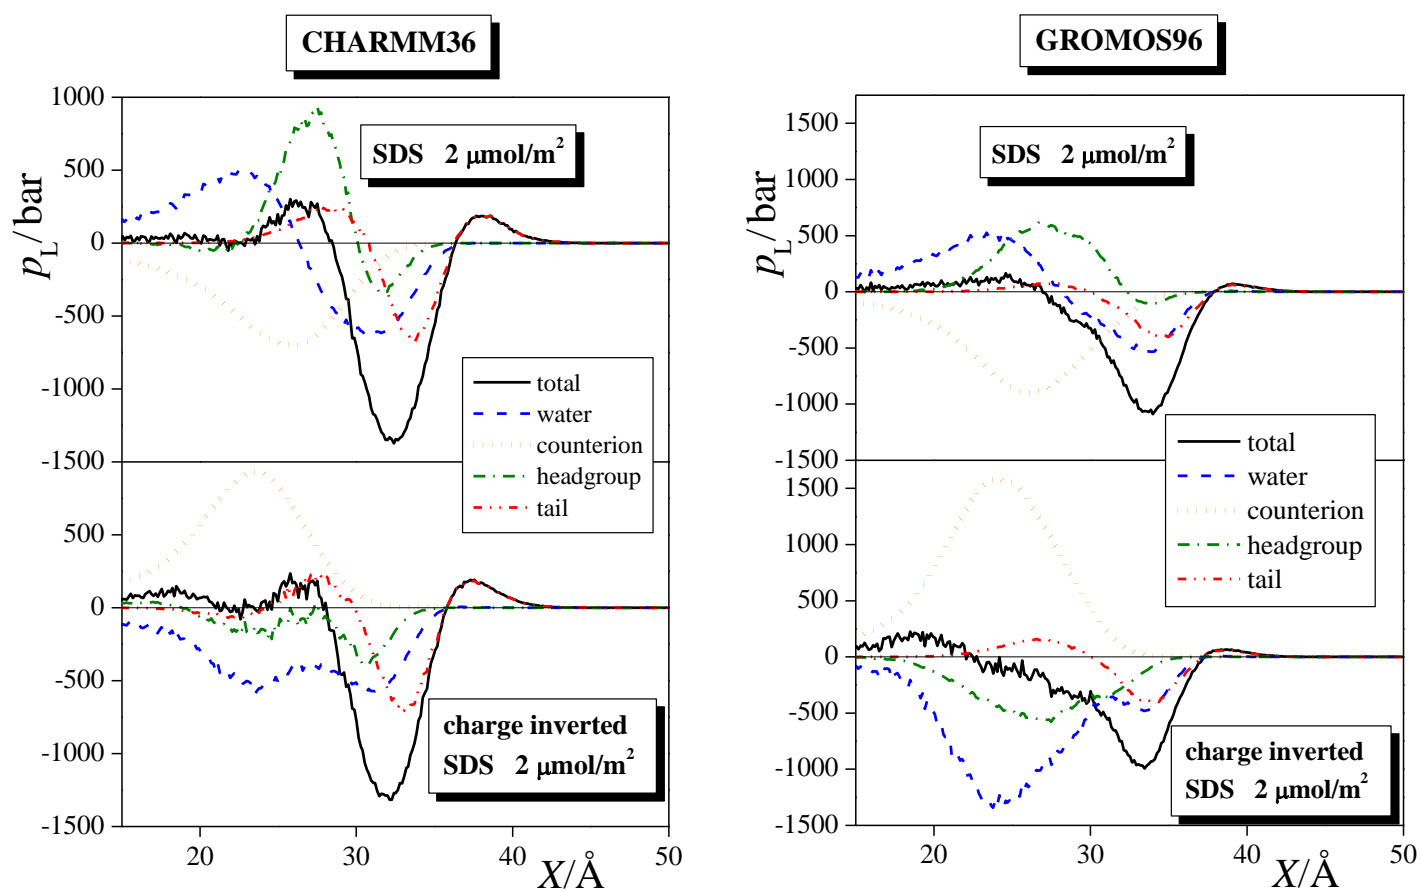 CHARMM36
GROMOS96
1000
500
0
-500
-1000
-1500
pL/ bar
SDS 2 μmol/m²
total
water
counterion
headgroup
tail
500
0
-500
-1000
-1500
charge inverted
SDS 2 μmol/m²
20
30
40
50
X/Å
1500
1000
500
0
-500
-1000
-1500
pL/ bar
SDS 2 μmol/m²
total
water
counterion
headgroup
tail
1500
1000
500
0
-500
-1000
-1500
charge inverted
SDS 2 μmol/m²
20
30
40
50
X/Å